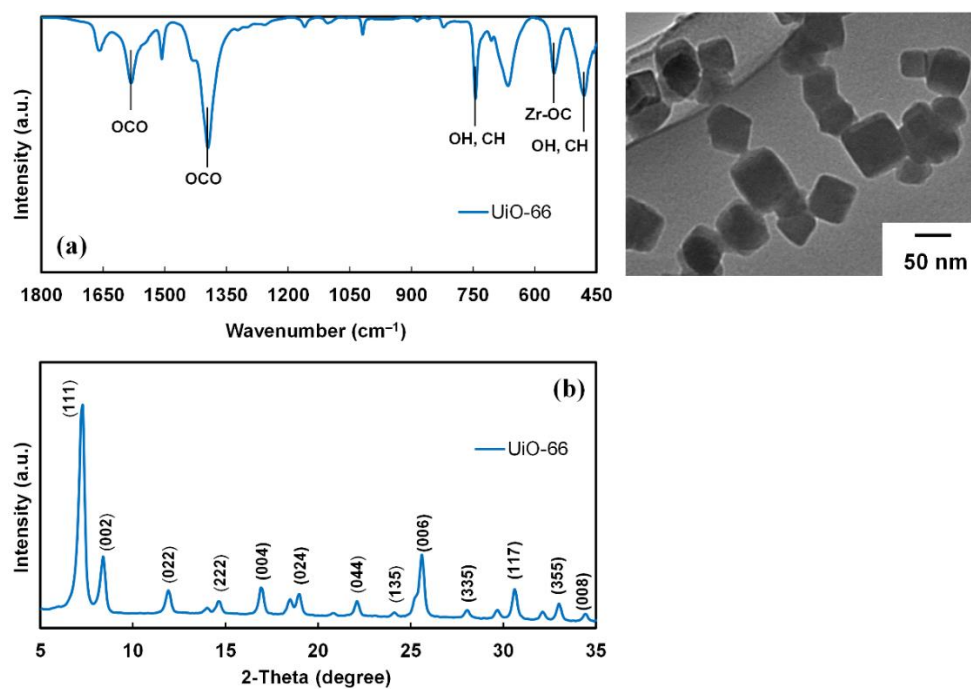 Intensity (a.u.)
OCO
OCO
OH, CH
Zr-OC
OH, CH
UiO-66
(a)
1800 1650 1500 1350 1200 1050 900 750 600 450
Wavenumber (cm⁻¹)
50 nm
Intensity (a.u.)
(b)
UiO-66
(111)
(002)
(022)
(222)
(004)
(024)
(044)
(135)
(006)
(335)
(117)
(355)
(008)
5 10 15 20 25 30 35
2-Theta (degree)